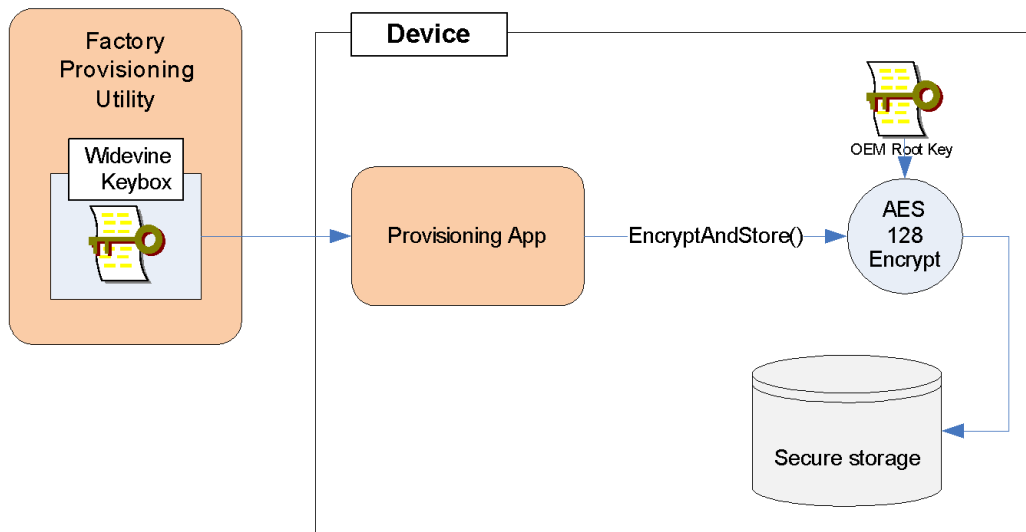 Factory
Provisioning
Utility
Widevine
Keybox
Device
Provisioning App
EncryptAndStore()
OEM Root Key
AES
128
Encrypt
Secure storage